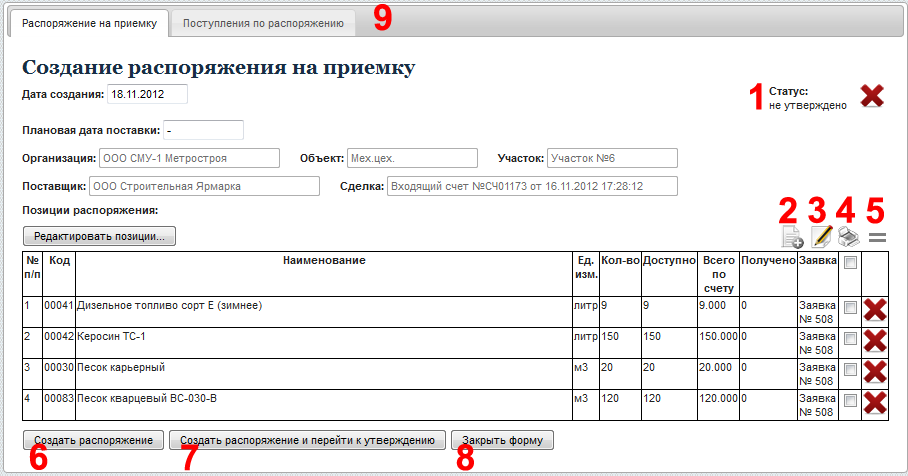 Распоряжение на приемку Поступления по распоряжению 9
Создание распоряжения на приемку
Дата создания: 18.11.2012
1 Статус:
не утверждено
Плановая дата поставки: -
Организация: ООО СМУ-1 Метростроя Объект: Мех.цех. Участок: Участок №6
Поставщик: ООО Строительная Ярмарка Сделка: Входящий счет №СЧ01173 от 16.11.2012 17:28:12
Позиции распоряжения:
2 3 4 5
Редактировать позиции...
№ п/п Код Наименование Ед. изм. Кол-во Доступно Всего по счету Получено Заявка
1 00041 Дизельное топливо сорт Е (зимнее) литр 9 9 9.000 0 Заявка № 508
2 00042 Керосин ТС-1 литр 150 150 150.000 0 Заявка № 508
3 00030 Песок карьерный м3 20 20 20.000 0 Заявка № 508
4 00083 Песок кварцевый ВС-030-В м3 120 120 120.000 0 Заявка № 508
Создать распоряжение Создать распоряжение и перейти к утверждению Закрыть форму
6 7 8